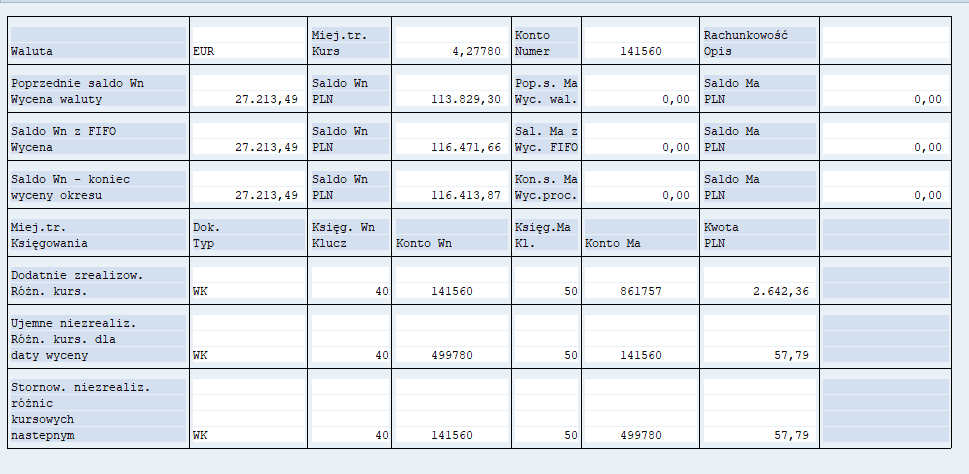 Miej.tr. Konto Rachunkowość
Waluta EUR Kurs 4,27780 Numer 141560 Opis
Poprzednie saldo Wn Saldo Wn Pop.s. Ma Saldo Ma
Wycena waluty 27.213,49 PLN 113.829,30 Wyc. wal. 0,00 PLN 0,00
Saldo Wn z FIFO Saldo Wn Sal. Ma z Saldo Ma
Wycena 27.213,49 PLN 116.471,66 Wyc. FIFO 0,00 PLN 0,00
Saldo Wn - koniec Saldo Wn Kon.s. Ma Saldo Ma
wyceny okresu 27.213,49 PLN 116.413,87 Wyc.proc. 0,00 PLN 0,00
Miej.tr. Dok. Księg. Wn Księg.Ma Kwota
Księgowania Typ Klucz Konto Wn Kl. Konto Ma PLN
Dodatnie zrealizow.
Różn. kurs. WK 40 141560 50 861757 2.642,36
Ujemne niezrealiz.
Różn. kurs. dla
daty wyceny WK 40 499780 50 141560 57,79
Stornow. niezrealiz.
różnic
kursowych
nastepnym WK 40 141560 50 499780 57,79